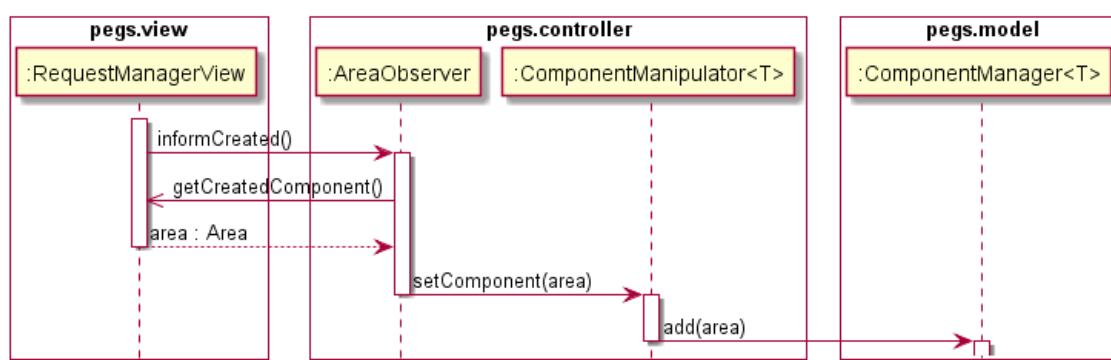 pegs.view
pegs.controller
pegs.model
:RequestManagerView
:AreaObserver
:ComponentManipulator<T>
:ComponentManager<T>
informCreated()
getCreatedComponent()
area : Area
setComponent(area)
add(area)